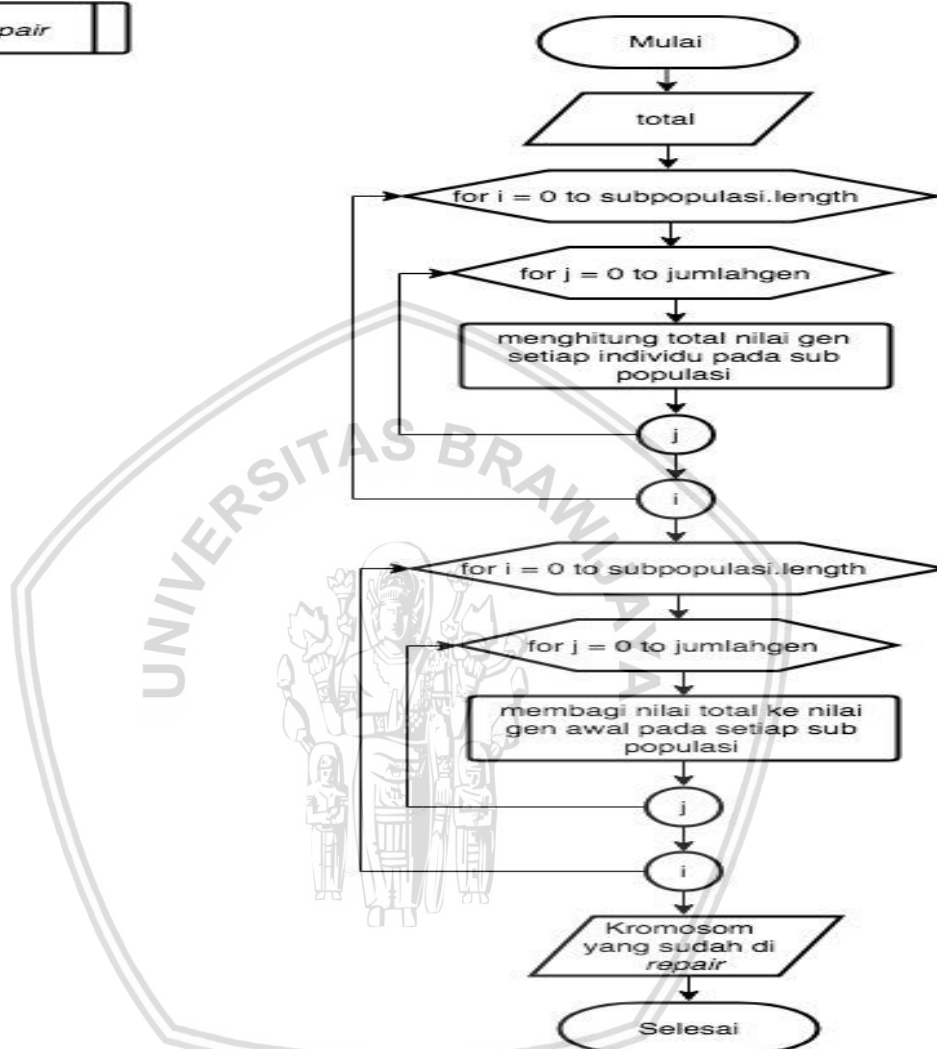 pair
Mulai
total
for i = 0 to subpopulasi.length
for j = 0 to jumlahgen
menghitung total nilai gen
setiap individu pada sub
populasi
j
i
for i = 0 to subpopulasi.length
for j = 0 to jumlahgen
membagi nilai total ke nilai
gen awal pada setiap sub
populasi
j
i
Kromosom
yang sudah di
repair
Selesai
UNIVERSITAS BRAWIJAYA